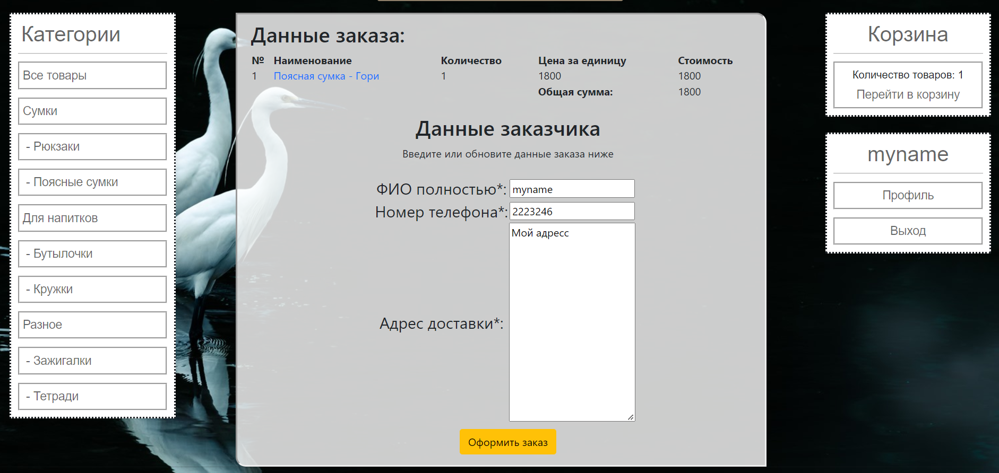 Категории
Все товары
Сумки
- Рюкзаки
- Поясные сумки
Для напитков
- Бутылочки
- Кружки
Разное
- Зажигалки
- Тетради
Данные заказа:
№ Наименование Количество Цена за единицу Стоимость
1 Поясная сумка - Гори 1 1800 1800
Общая сумма: 1800
Данные заказчика
Введите или обновите данные заказа ниже
ФИО полностью*: myname
Номер телефона*: 2223246
Мой адресс
Адрес доставки*:
Оформить заказ
Корзина
Количество товаров: 1
Перейти в корзину
myname
Профиль
Выход